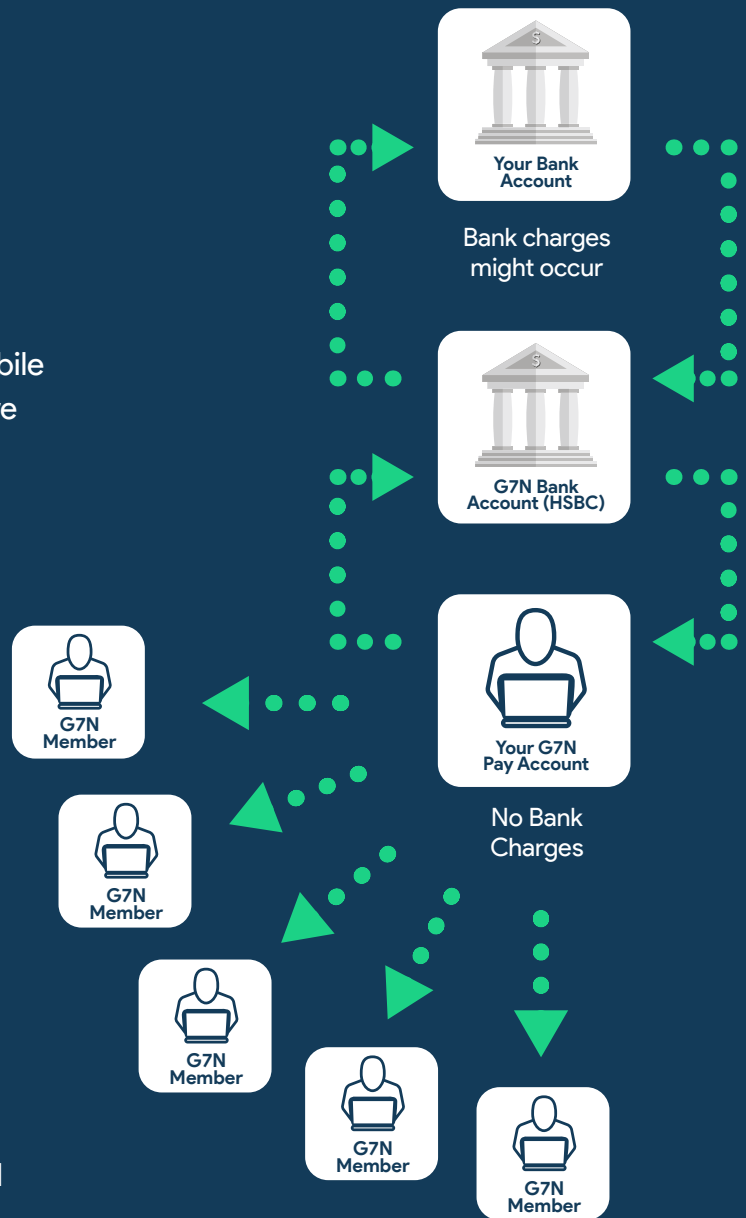 Your Bank
Account
Bank charges
might occur
G7N Bank
Account (HSBC)
Your G7N
Pay Account
No Bank
Charges
G7N
Member
G7N
Member
G7N
Member
G7N
Member
G7N
Member